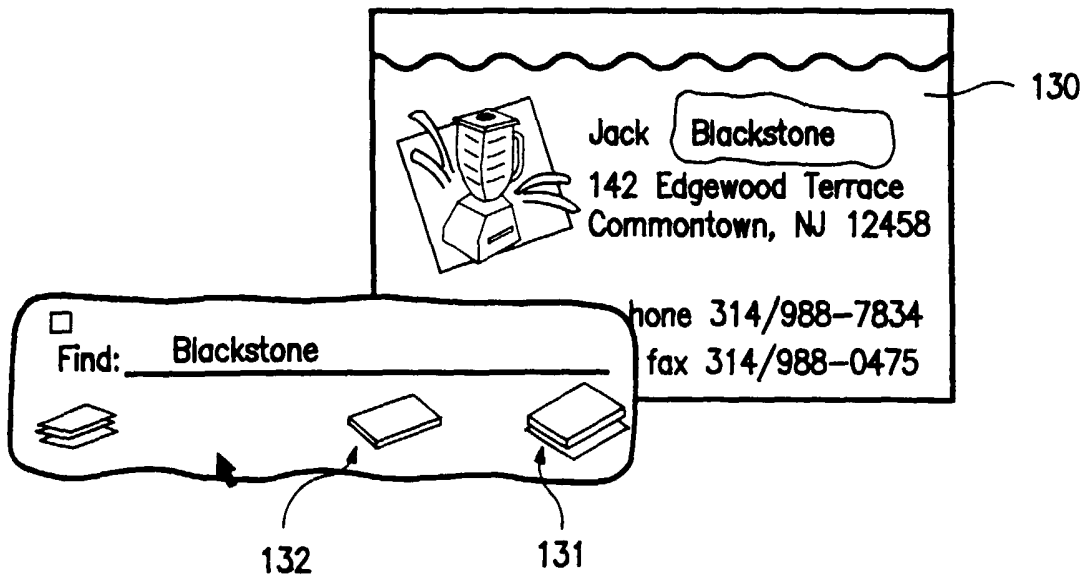 130
Jack Blackstone
142 Edgewood Terrace
Commontown, NJ 12458
hone 314/988-7834
fax 314/988-0475
Find: Blackstone
132
131